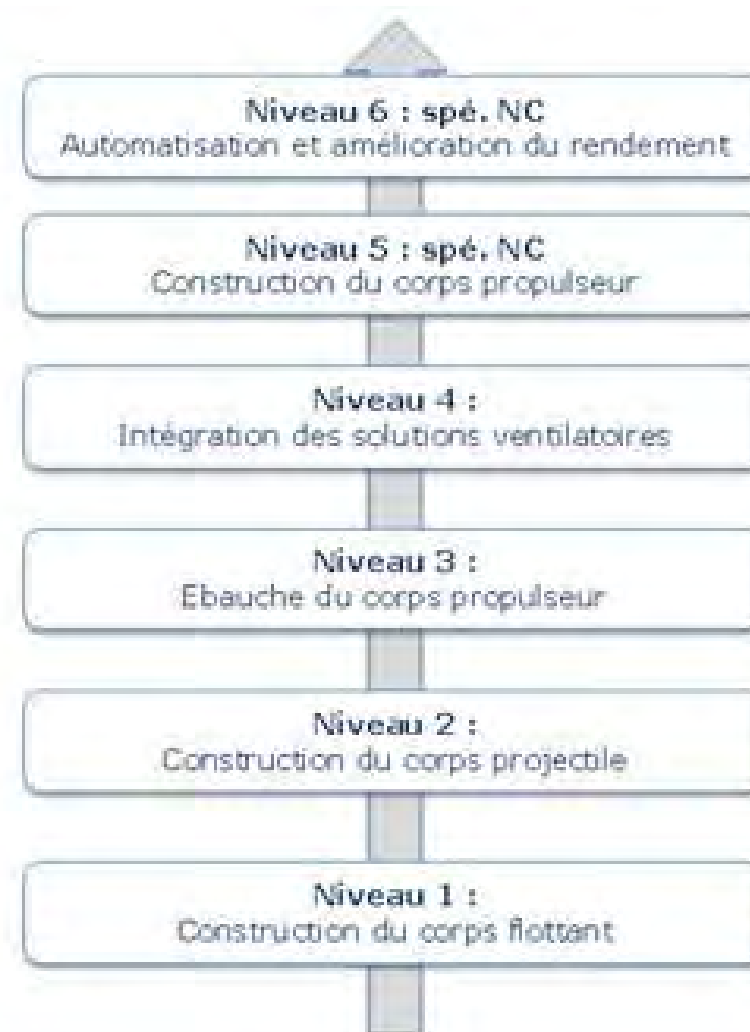 Niveau 6 : spé. NC
Automatisation et amélioration du rendement
Niveau 5 : spé. NC
Construction du corps propulseur
Niveau 4 :
Intégration des solutions ventilatoires
Niveau 3 :
Ebauche du corps propulseur
Niveau 2 :
Construction du corps projectile
Niveau 1 :
Construction du corps flottant